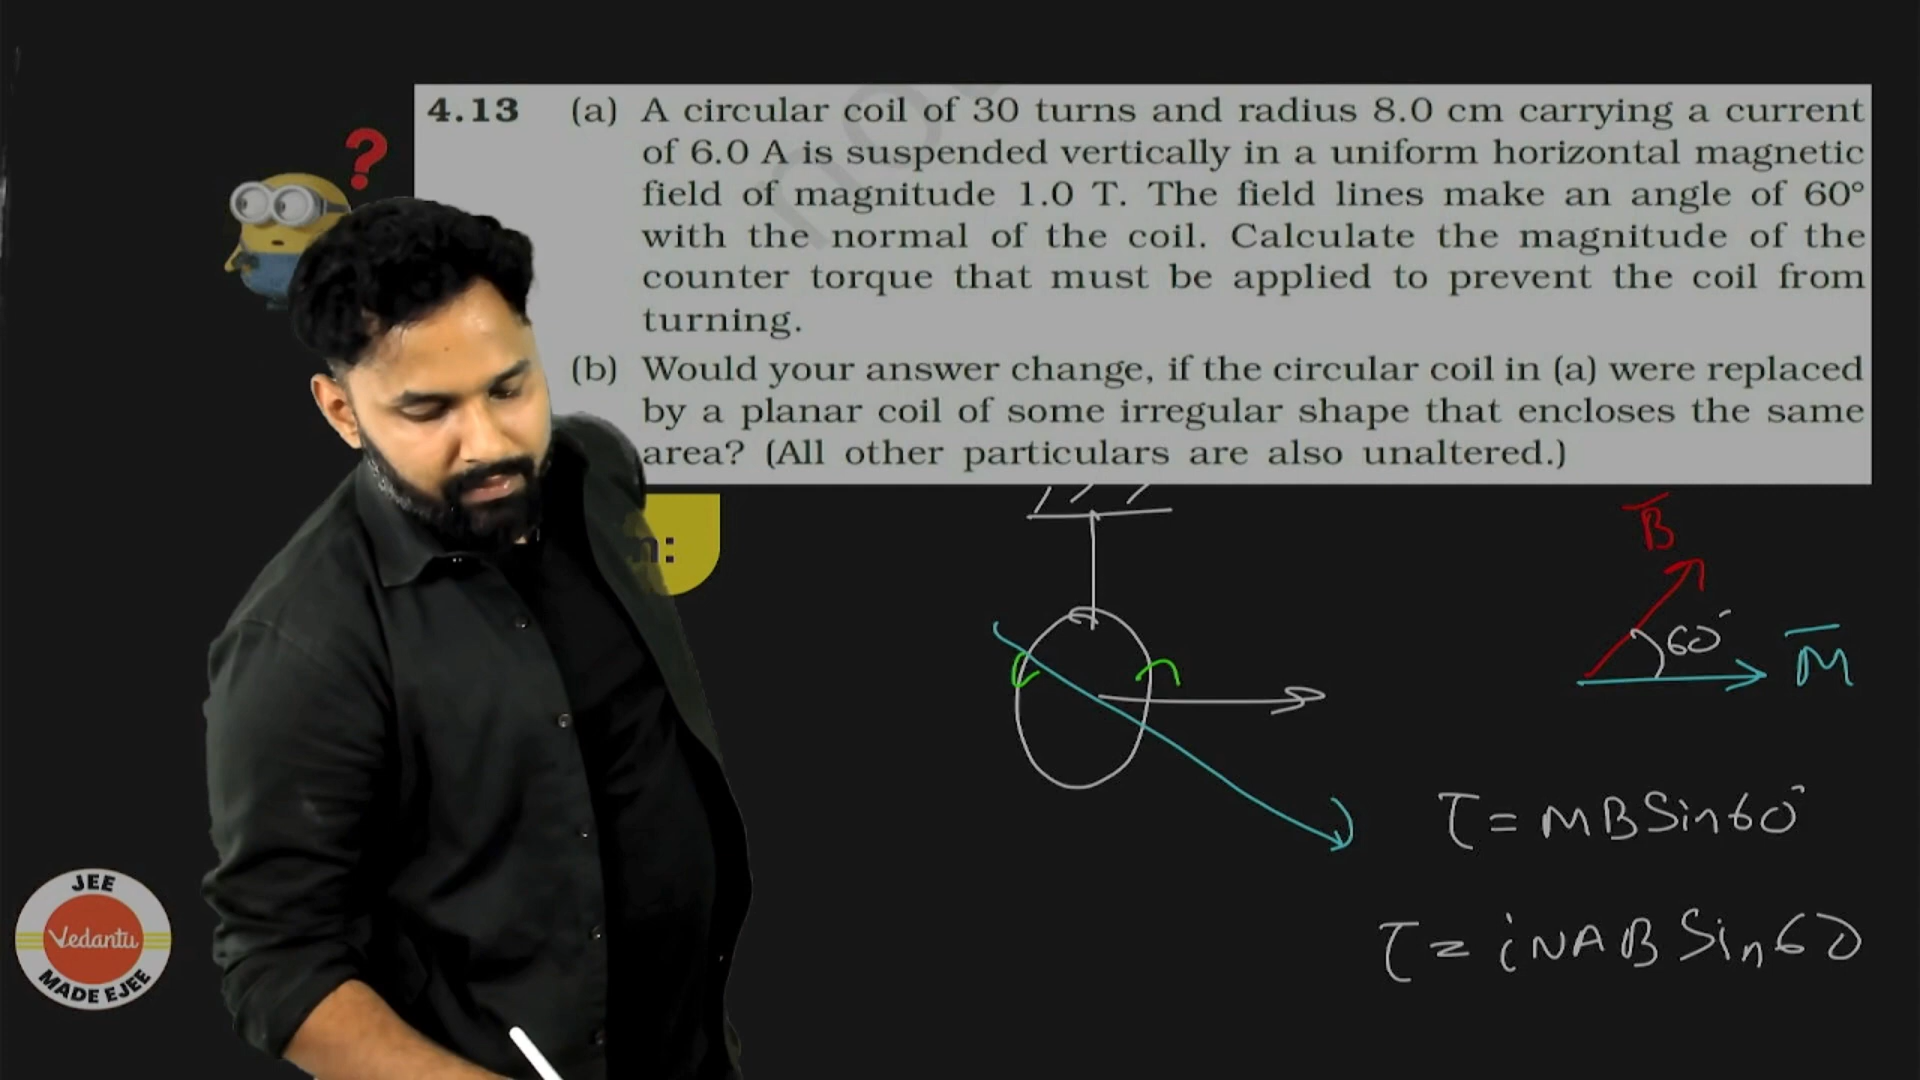 4.13 (a) A circular coil of 30 turns and radius 8.0 cm carrying a current
of 6.0 A is suspended vertically in a uniform horizontal magnetic
field of magnitude 1.0 T. The field lines make an angle of 60°
with the normal of the coil. Calculate the magnitude of the
counter torque that must be applied to prevent the coil from
turning.
(b) Would your answer change, if the circular coil in (a) were replaced
by a planar coil of some irregular shape that encloses the same
area? (All other particulars are also unaltered.)
?
B
60°
M
τ = MBSin60°
τ = iNABSin60
JEE
Vedantu
MADE EJEE